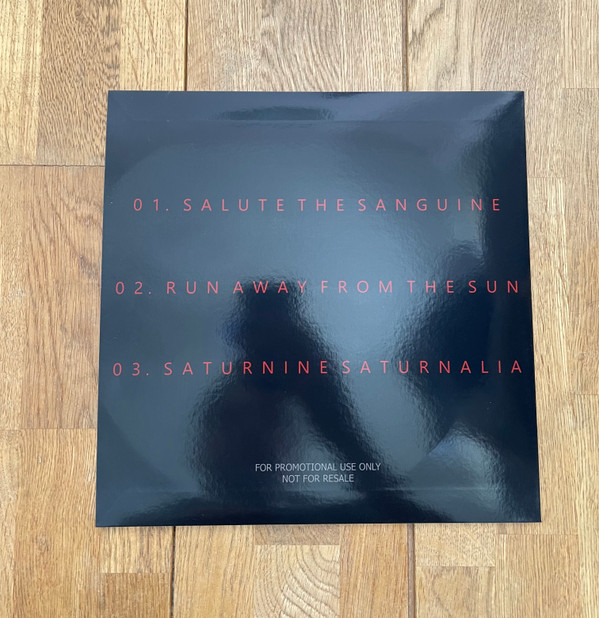 01. SALUTE THE SANGUINE
02. RUN AWAY FROM THE SUN
03. SATURNINE SATURNALIA
FOR PROMOTIONAL USE ONLY
NOT FOR RESALE